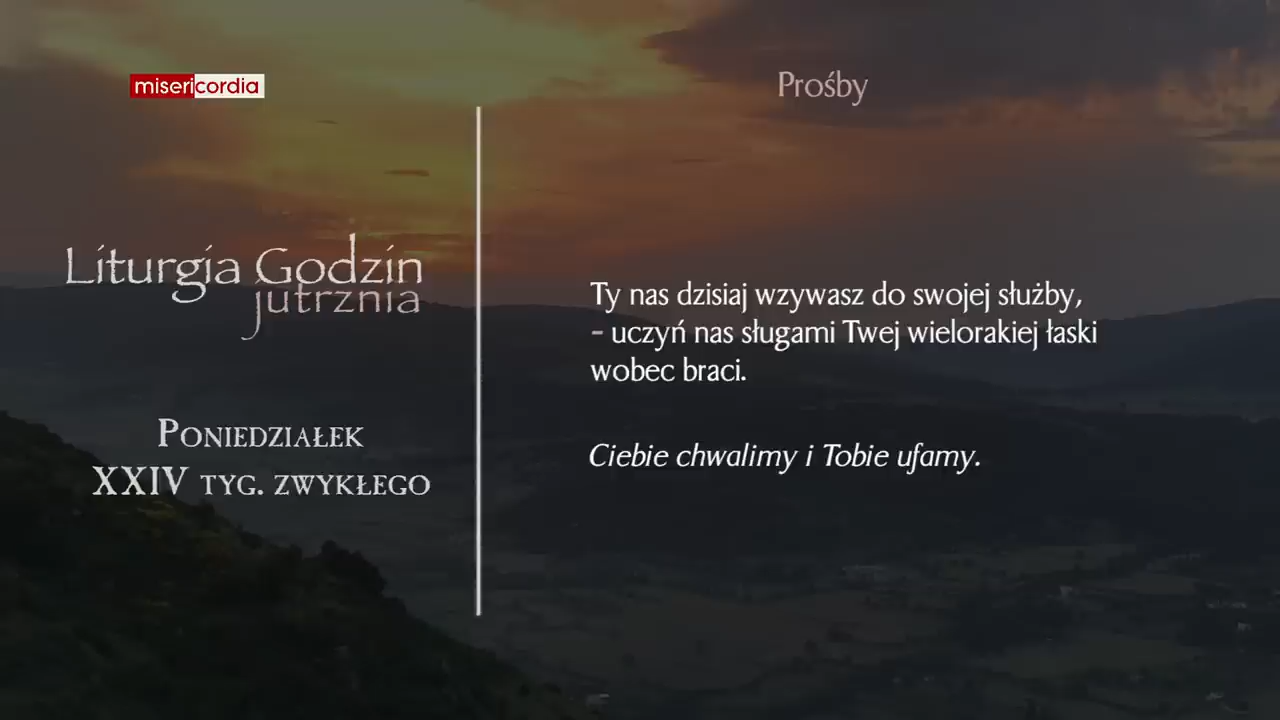 misericordia
Prośby
Liturgia Godzin
jutrznia
Poniedziałek
XXIV tyg. zwykłego
Ty nas dzisiaj wzywasz do swojej służby,
- uczyń nas sługami Twej wielorakiej łaski
wobec braci.
Ciebie chwalimy i Tobie ufamy.